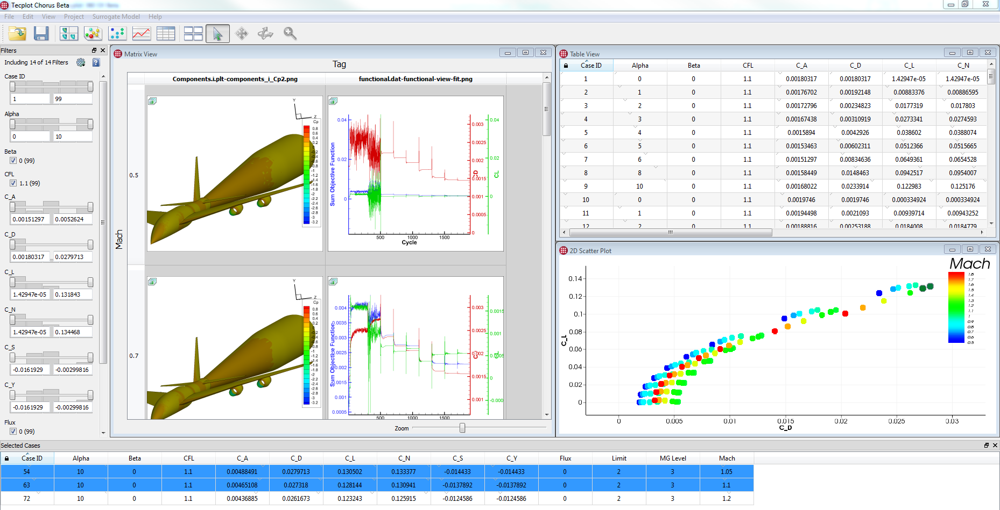 Tecplot Chorus Beta
File Edit View Project Surrogate Model Help
Filters
Including 14 of 14 Filters
Case ID
1 99
Alpha
0 10
Beta
0 (99)
CFL
1.1 (99)
C_A
0.00151297 0.0052624
C_D
0.00180317 0.0279713
C_L
1.42947e-05 0.131843
C_N
1.42947e-05 0.134468
C_S
-0.0161929 -0.00299816
C_Y
-0.0161929 -0.00299816
Flux
0 (99)
Matrix View
Tag
Components.i.plt-components_i_Cp2.png functional.dat-functional-view-fit.png
Mach
0.5
Y
Z
Cp
0.8
0.6
0.4
0.2
0
-0.2
-0.4
-0.6
-0.8
-1
-1.2
-1.4
-1.6
-1.8
-2
-2.2
-2.4
-2.6
-2.8
-3
-3.2
Sum Objective Function
0.04
0.02
0
500 1000 1500
Cycle
0.003
0.0025
0.002
0.0015
0.001
0.0005
0
CL
0.04
0.02
0
0.7
Y
Z
Cp
0.8
0.6
0.4
0.2
0
-0.2
-0.4
-0.6
-0.8
-1
-1.2
-1.4
-1.6
-1.8
-2
-2.2
-2.4
-2.6
-2.8
-3
-3.2
Sum Objective Function
0.004
0.0035
0.003
0.0025
0.002
0.0015
0.001
0.0005
500 1000 1500
0.003
0.0025
0.002
0.0015
0.001
0.0015
0.001
0.0005
0
-0.000
Zoom
Table View
Case ID Alpha Beta CFL C_A C_D C_L C_N
1 0 0 1.1 0.00180317 0.00180317 1.42947e-05 1.42947e-05
2 1 0 1.1 0.00176702 0.00192148 0.00883376 0.00886595
3 2 0 1.1 0.00172796 0.00234823 0.0177319 0.017803
4 3 0 1.1 0.00167438 0.00310919 0.0273341 0.0274593
5 4 0 1.1 0.0015894 0.0042926 0.038602 0.0388074
6 5 0 1.1 0.00153463 0.00602311 0.0512366 0.0515665
7 6 0 1.1 0.00151297 0.00834636 0.0649361 0.0654528
8 8 0 1.1 0.00158449 0.0148463 0.0942517 0.0954007
9 10 0 1.1 0.00168022 0.0233914 0.122983 0.125176
10 0 0 1.1 0.0019746 0.0019746 0.000334924 0.000334924
11 1 0 1.1 0.00194498 0.0021093 0.00939714 0.00943252
12 2 0 1.1 0.00188816 0.00253188 0.0184008 0.0184779
2D Scatter Plot
Mach
1.8
1.7
1.6
1.5
1.4
1.3
1.2
1.1
1
0.9
0.8
0.7
0.6
0.5
C_L
0.14
0.12
0.1
0.08
0.06
0.04
0.02
0
0 0.005 0.01 0.015 0.02 0.025 0.03
C_D
Selected Cases
Case ID Alpha Beta CFL C_A C_D C_L C_N C_S C_Y Flux Limit MG Level Mach
54 10 0 1.1 0.00488491 0.0279713 0.130502 0.133377 -0.014433 -0.014433 0 2 3 1.05
63 10 0 1.1 0.00465108 0.027318 0.128144 0.130941 -0.0137892 -0.0137892 0 2 3 1.1
72 10 0 1.1 0.00436885 0.0261673 0.123243 0.125915 -0.0124586 -0.0124586 0 2 3 1.2